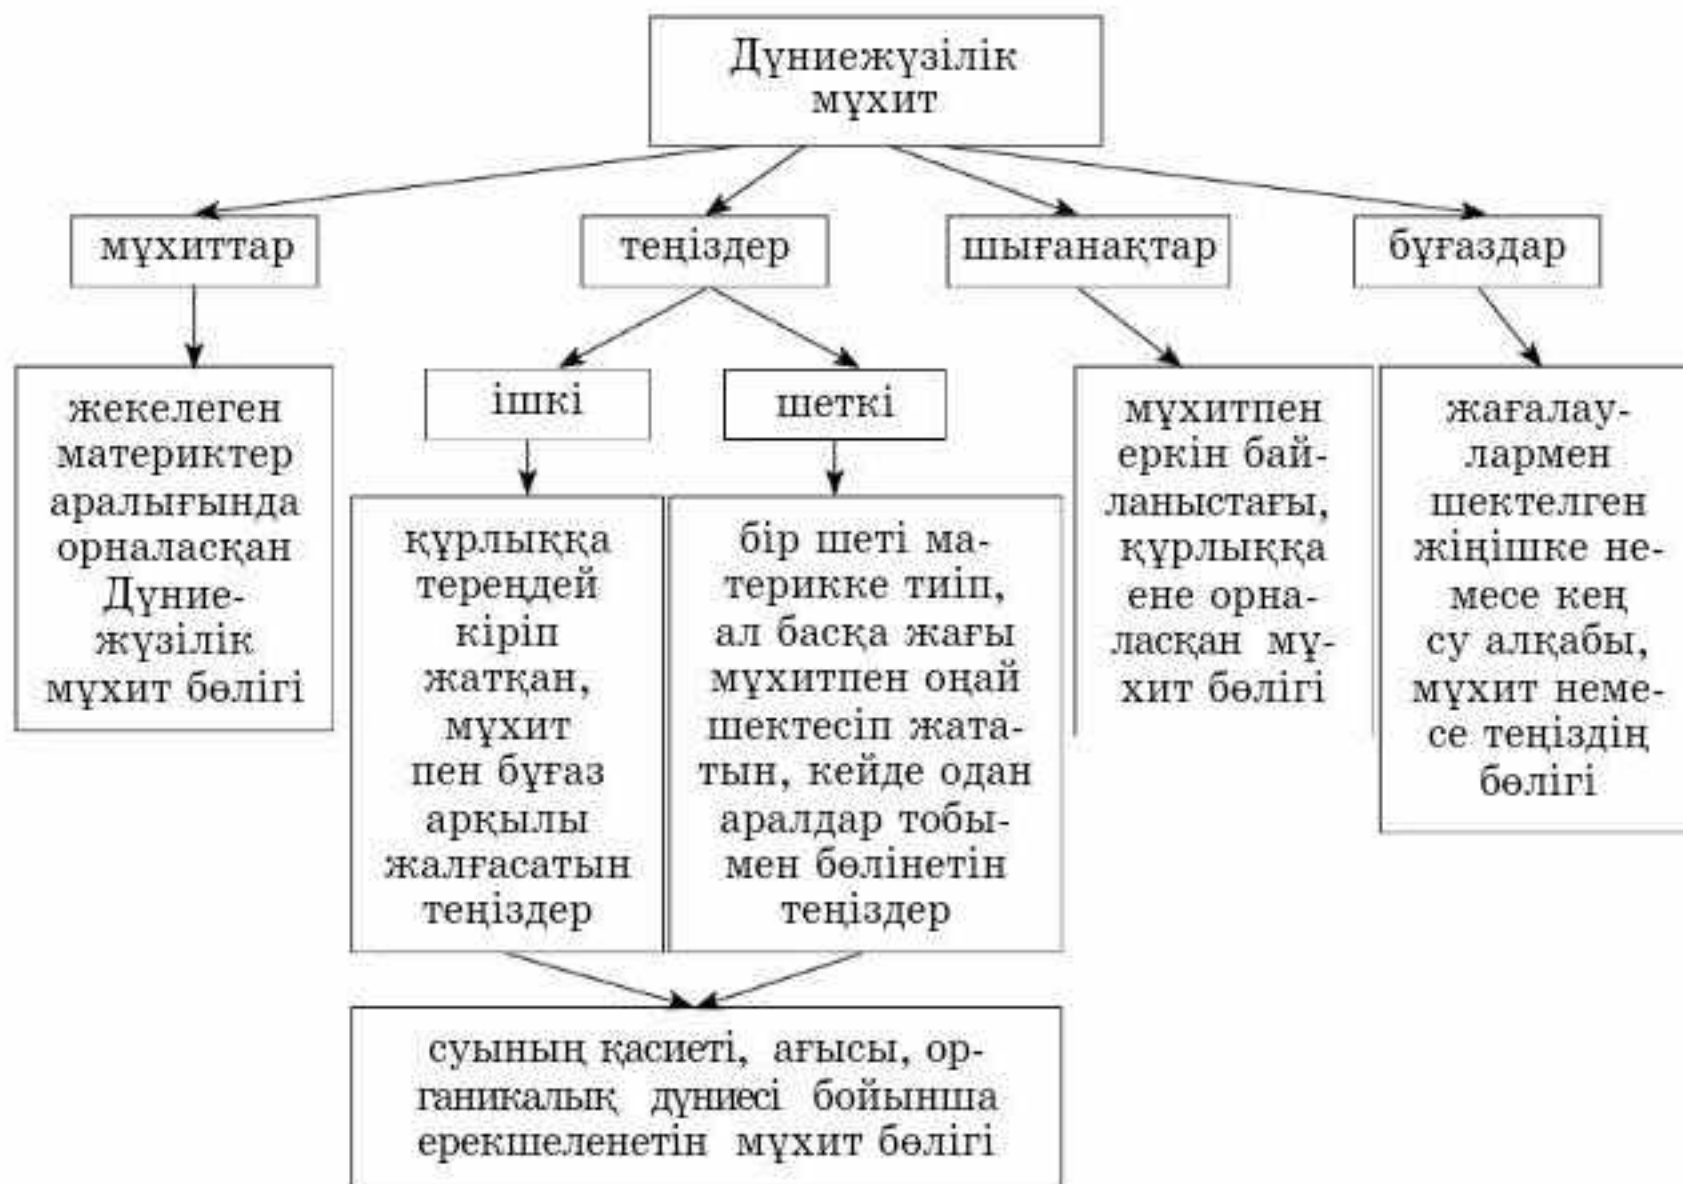 Дүниежүзілік
мұхит
мұхиттар
теңіздер
шығанақтар
бұғаздар
жекелеген
материктер
аралығында
орналасқан
Дүние-
жүзілік
мұхит бөлігі
ішкі
шеткі
құрлыққа
тереңдей
кіріп
жатқан,
мұхит
пен бұғаз
арқылы
жалғасатын
теңіздер
бір шеті ма-
терикке тиіп,
ал басқа жағы
мұхитпен оңай
шектесіп жата-
тын, кейде одан
аралдар тобы-
мен бөлінетін
теңіздер
мұхитпен
еркін бай-
ланыстағы,
құрлыққа
ене орна-
ласқан мұ-
хит бөлігі
жағалау-
лармен
шектелген
жіңішке не-
месе кең
су алқабы,
мұхит неме-
се теңіздің
бөлігі
суының қасиеті, ағысы, ор-
ганикалық дүниесі бойынша
ерекшеленетін мұхит бөлігі